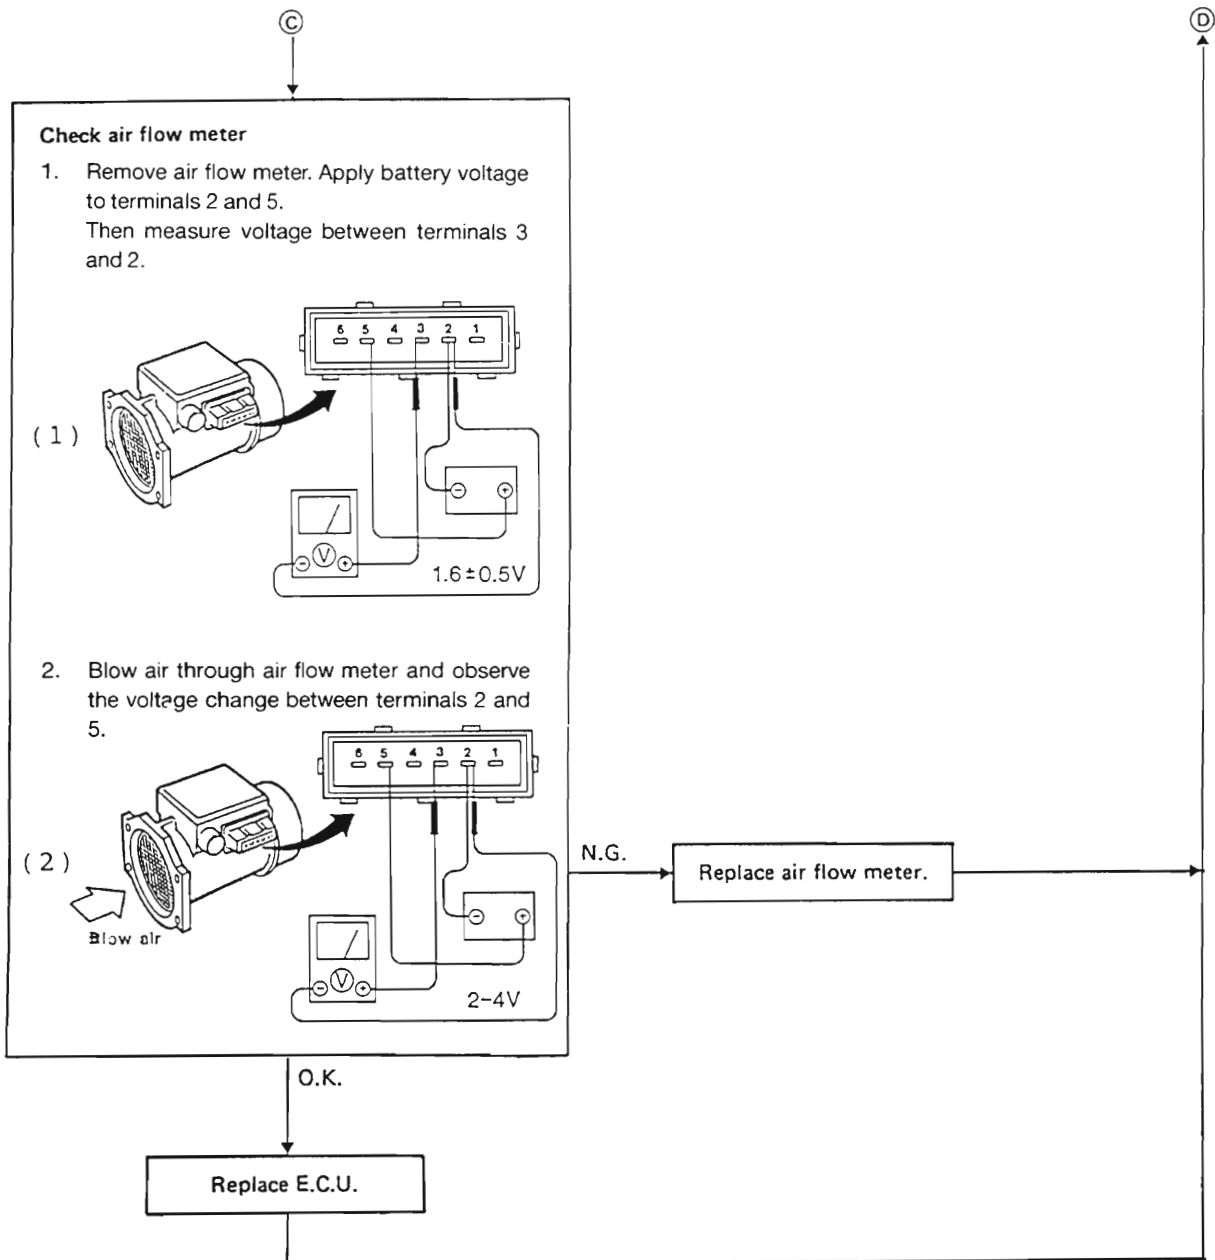 C
D
Check air flow meter
1. Remove air flow meter. Apply battery voltage
to terminals 2 and 5.
Then measure voltage between terminals 3
and 2.
6 5 4 3 2 1
(1)
− +
V
− +
1.6±0.5V
2. Blow air through air flow meter and observe
the voltage change between terminals 2 and
5.
6 5 4 3 2 1
(2)
Blow air
− +
V
− +
2-4V
N.G.
Replace air flow meter.
O.K.
Replace E.C.U.